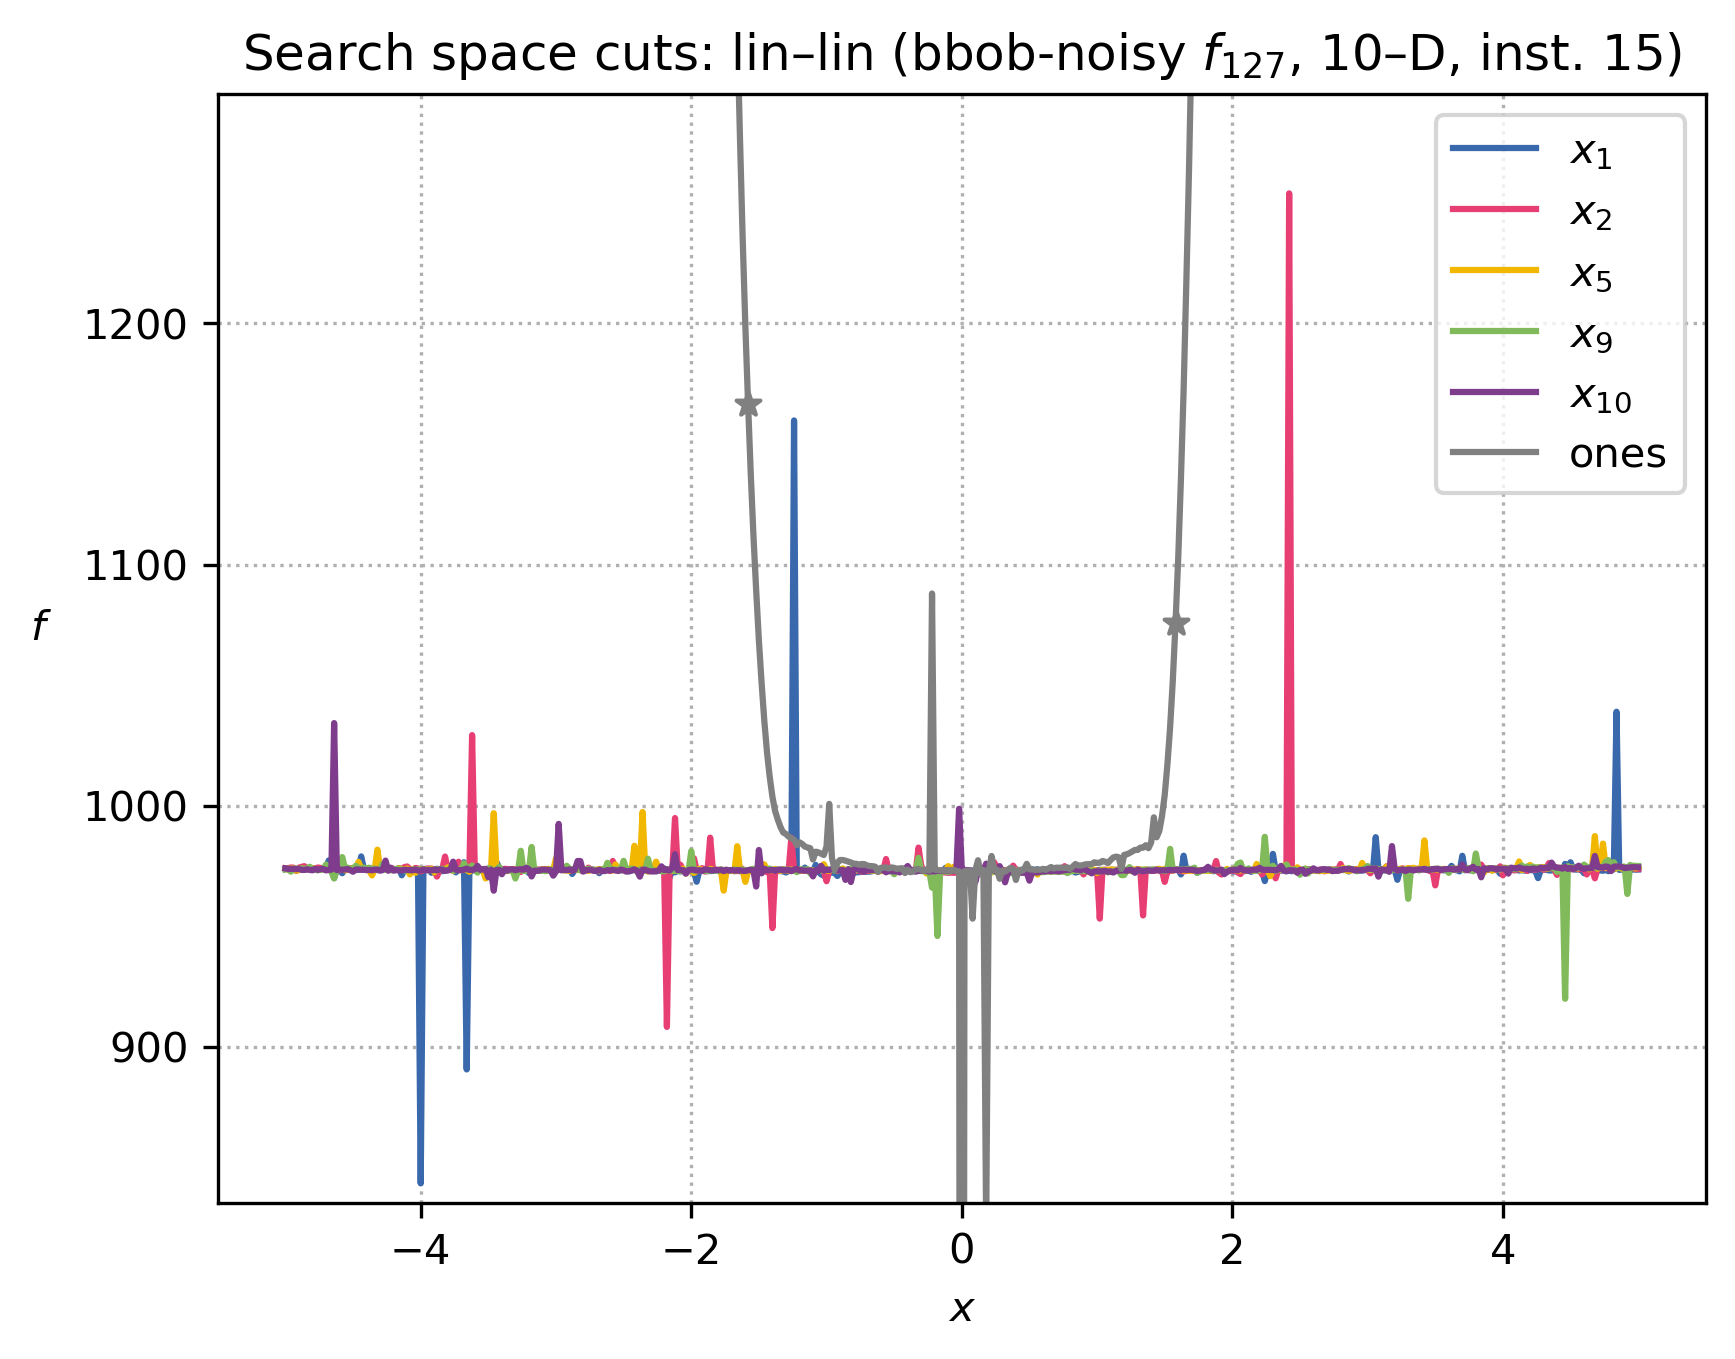 Search space cuts: lin–lin (bbob-noisy f127, 10–D, inst. 15)
x1
x2
x5
x9
x10
ones
1200
1100
1000
900
f
−4
−2
0
2
4
x